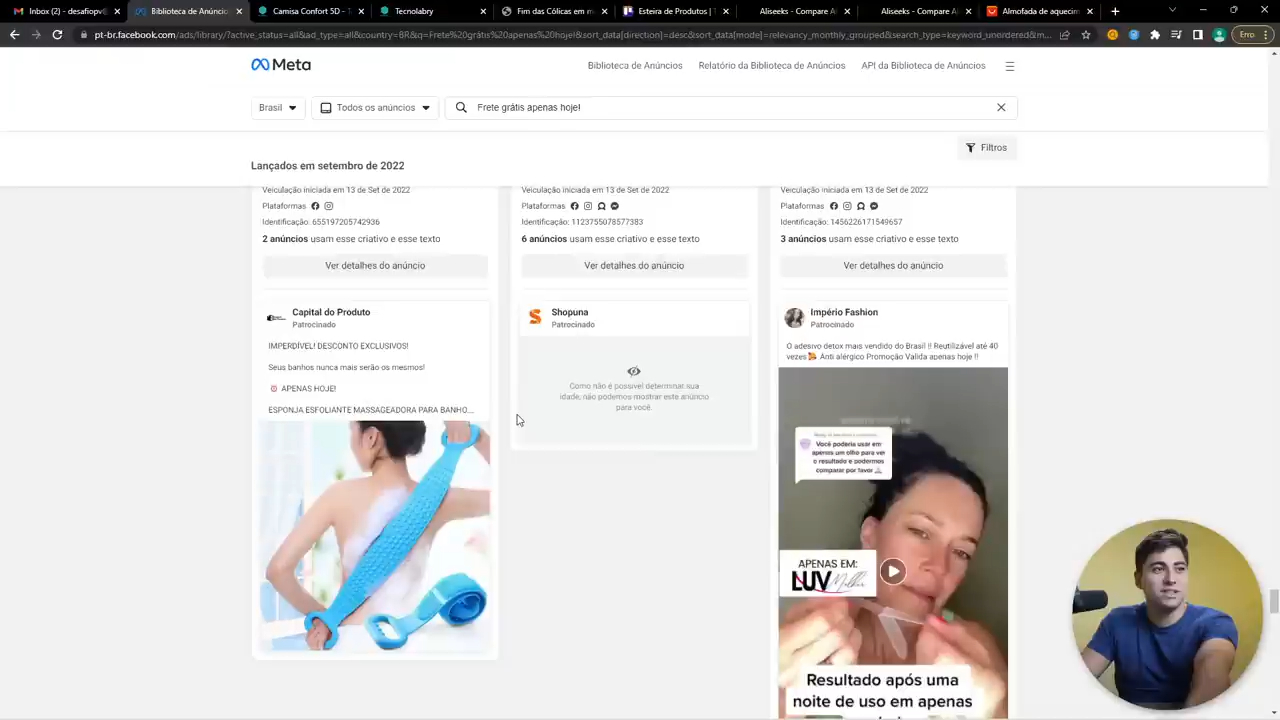 Inbox (2) - desafiopov
Biblioteca de Anúncios
Camisa Confort 5D - To
Tecnolabry
Fim das Cólicas em m
Esteira de Produtos | T
Aliseeks - Compare A
Aliseeks - Compare A
Almofada de aquecim
pt-br.facebook.com/ads/library/?active_status=all&ad_type=all&country=BR&q=Frete%20grátis%20apenas%20hoje!&sort_data[direction]=desc&sort_data[mode]=relevancy_monthly_grouped&search_type=keyword_unordered&m...
Erro
Meta
Biblioteca de Anúncios
Relatório da Biblioteca de Anúncios
API da Biblioteca de Anúncios
Brasil
Todos os anúncios
Frete grátis apenas hoje!
Filtros
Lançados em setembro de 2022
Veiculação iniciada em 13 de Set de 2022
Plataformas
Identificação: 655197205742936
2 anúncios usam esse criativo e esse texto
Ver detalhes do anúncio
Capital do Produto
Patrocinado
IMPERDÍVEL! DESCONTO EXCLUSIVOS!
Seus banhos nunca mais serão os mesmos!
⏰ APENAS HOJE!
ESPONJA ESFOLIANTE MASSAGEADORA PARA BANHO...
Veiculação iniciada em 13 de Set de 2022
Plataformas
Identificação: 1123755078577383
6 anúncios usam esse criativo e esse texto
Ver detalhes do anúncio
Shopuna
Patrocinado
Como não é possível determinar sua
idade, não podemos mostrar este anúncio
para você.
Veiculação iniciada em 13 de Set de 2022
Plataformas
Identificação: 1456226171549657
3 anúncios usam esse criativo e esse texto
Ver detalhes do anúncio
Império Fashion
Patrocinado
O adesivo detox mais vendido do Brasil !! Reutilizável até 40
vezes Anti alérgico Promoção Valida apenas hoje !!
Você poderia usar em
apenas um olho para ver
o resultado e podermos
comparar por favor
APENAS EM:
LUV Mulher
Resultado após uma
noite de uso em apenas